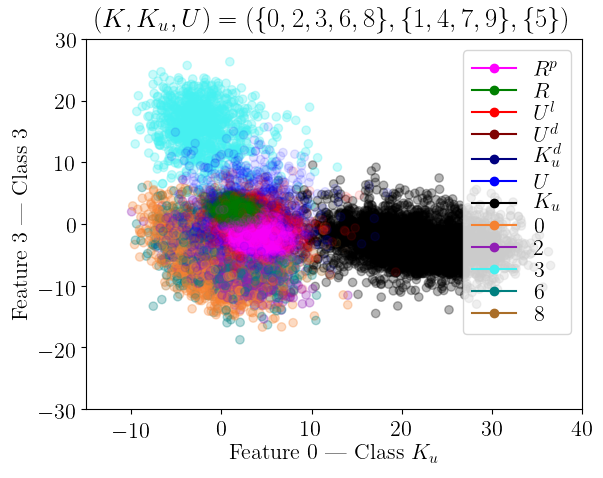 (K, K_u, U) = ({0, 2, 3, 6, 8}, {1, 4, 7, 9}, {5})
30
20
10
0
−10
−20
−30
Feature 3 — Class 3
R^p
R
U^l
U^d
K_u^d
U
K_u
0
2
3
6
8
−10
0
10
20
30
40
Feature 0 — Class K_u